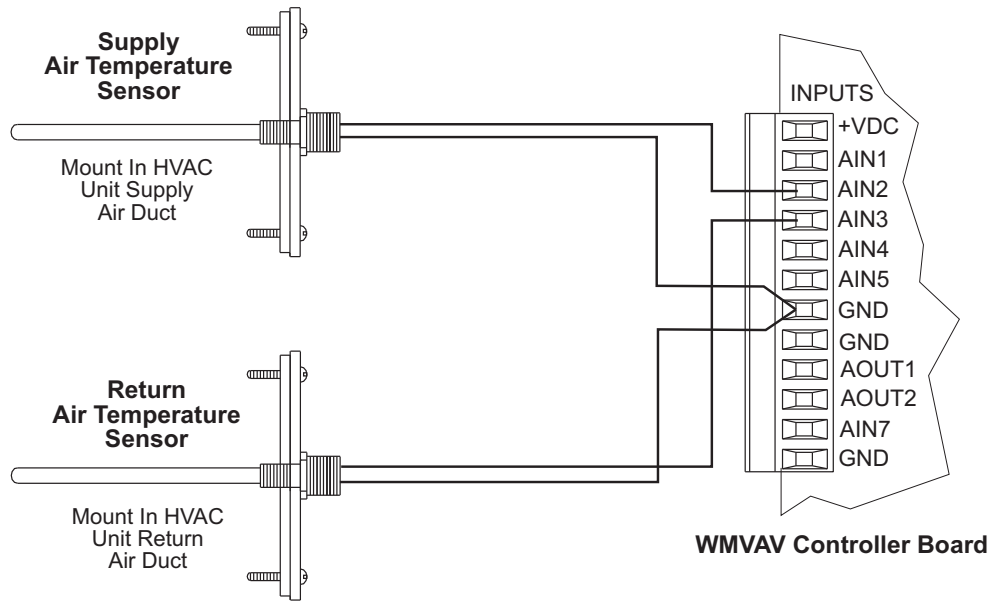 Supply
Air Temperature
Sensor
Mount In HVAC
Unit Supply
Air Duct
Return
Air Temperature
Sensor
Mount In HVAC
Unit Return
Air Duct
INPUTS
+VDC
AIN1
AIN2
AIN3
AIN4
AIN5
GND
GND
AOUT1
AOUT2
AIN7
GND
WMVAV Controller Board